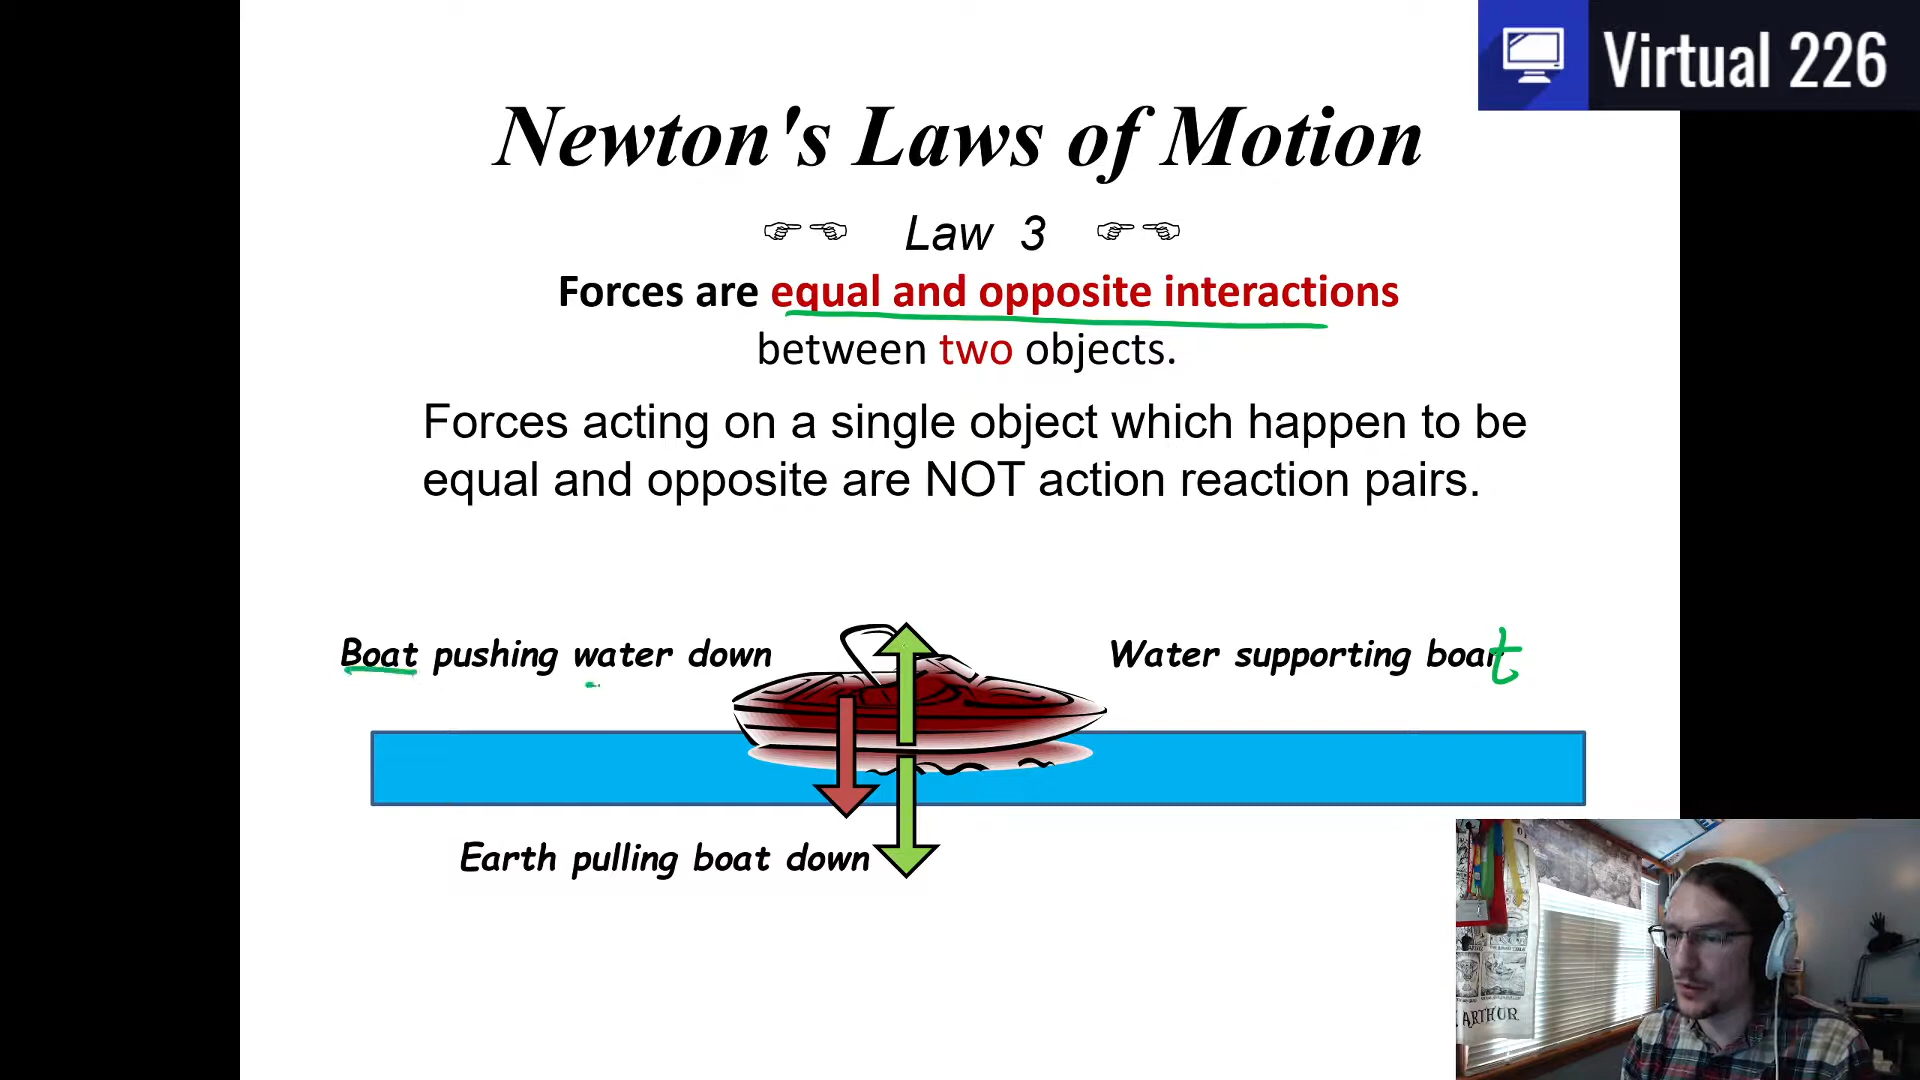 Virtual 226
Newton's Laws of Motion
☞☜ Law 3 ☞☜
Forces are equal and opposite interactions
between two objects.
Forces acting on a single object which happen to be
equal and opposite are NOT action reaction pairs.
Boat pushing water down
Water supporting boat
Earth pulling boat down
ARTHUR